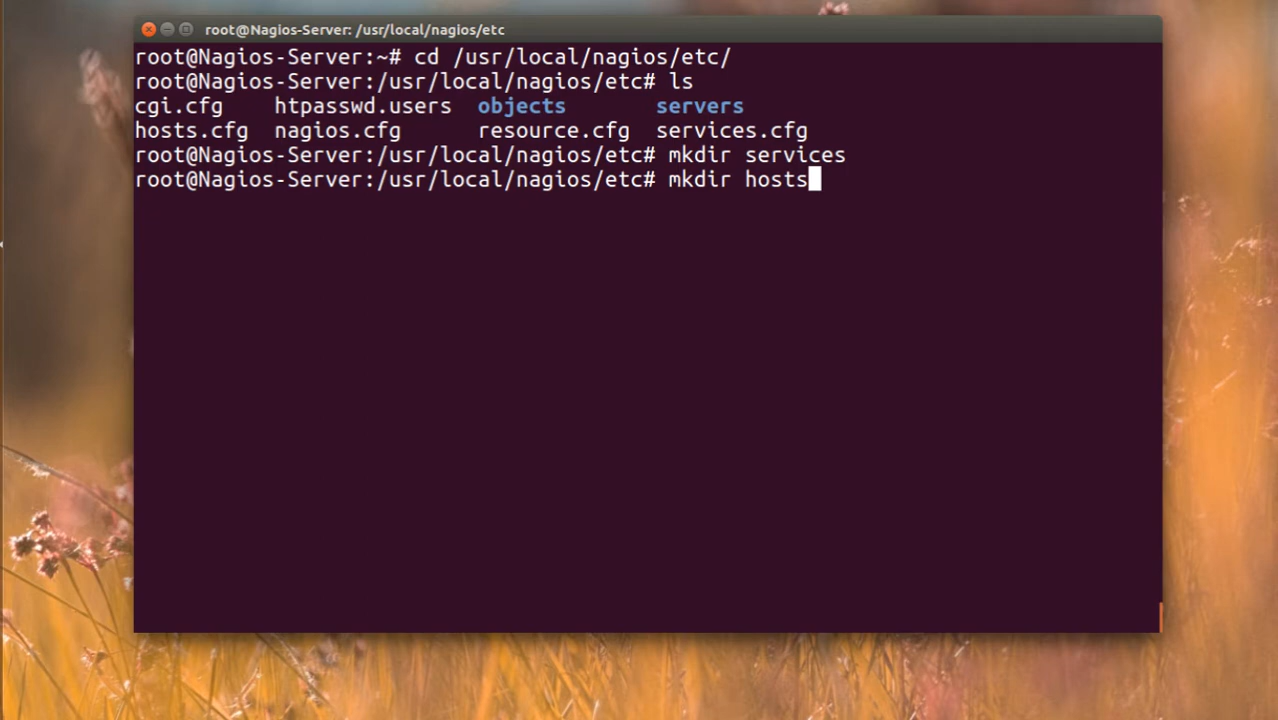 root@Nagios-Server: /usr/local/nagios/etc
root@Nagios-Server:~# cd /usr/local/nagios/etc/
root@Nagios-Server:/usr/local/nagios/etc# ls
cgi.cfg    htpasswd.users  objects       servers
hosts.cfg  nagios.cfg      resource.cfg  services.cfg
root@Nagios-Server:/usr/local/nagios/etc# mkdir services
root@Nagios-Server:/usr/local/nagios/etc# mkdir hosts